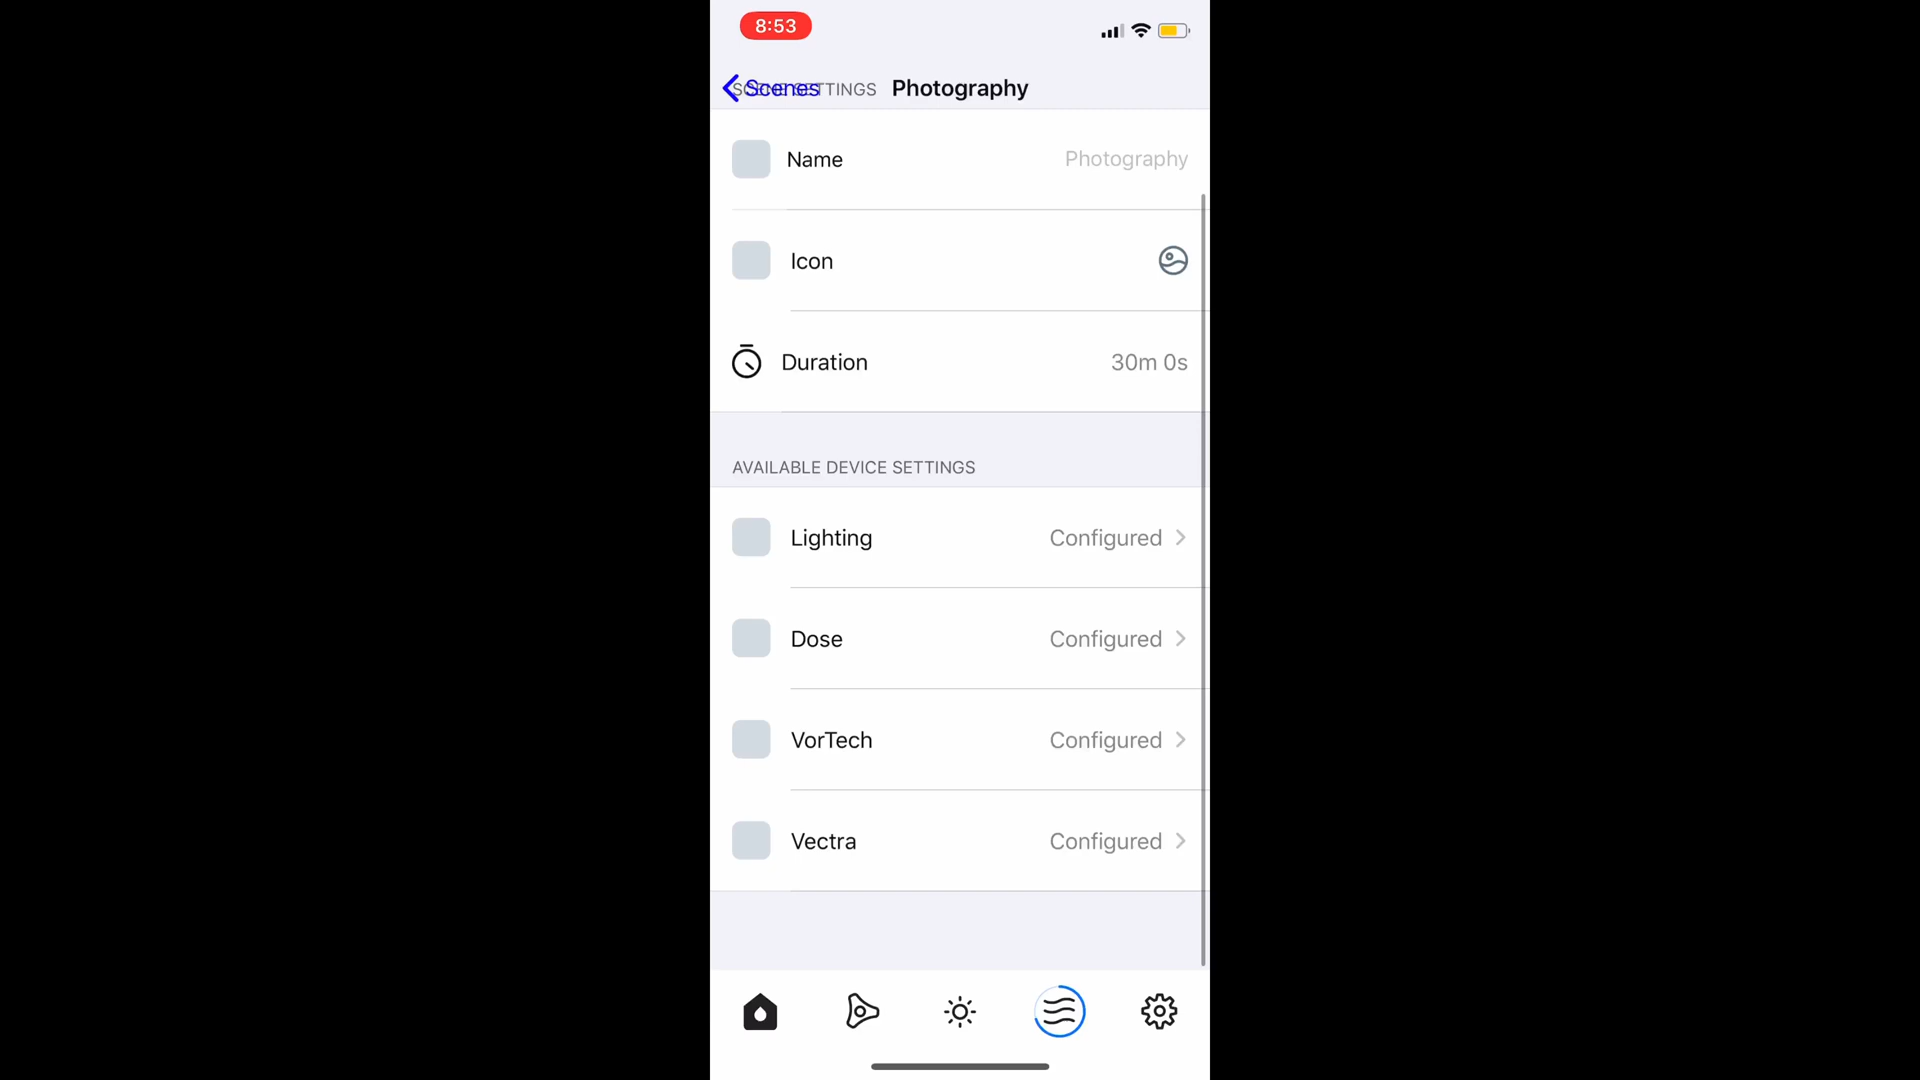 8:53
Scenes
SCENE SETTINGS
Photography
Name
Photography
Icon
Duration
30m 0s
AVAILABLE DEVICE SETTINGS
Lighting
Configured
Dose
Configured
VorTech
Configured
Vectra
Configured